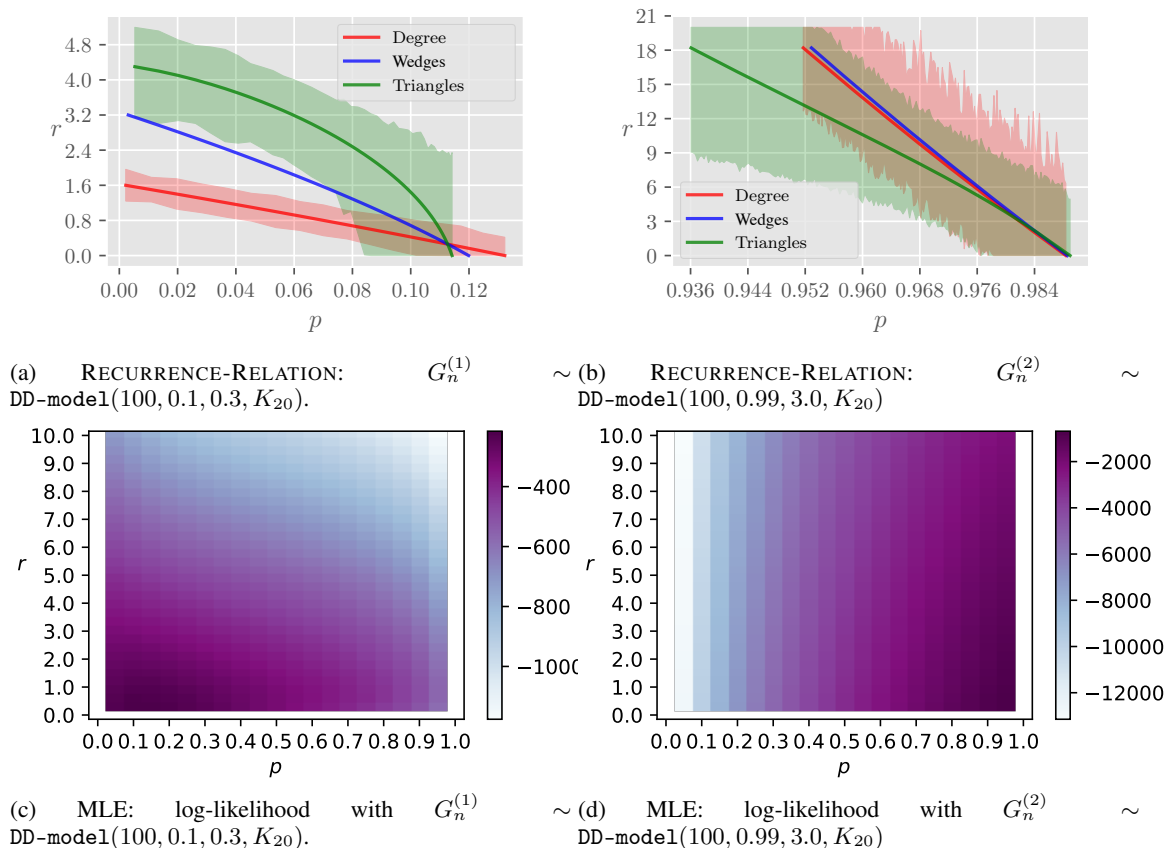 4.8
4.0
3.2
2.4
1.6
0.8
0.0
r
Degree
Wedges
Triangles
0.00 0.02 0.04 0.06 0.08 0.10 0.12
p
21
18
15
12
9
6
3
0
r
Degree
Wedges
Triangles
0.936 0.944 0.952 0.960 0.968 0.976 0.984
p
(a) RECURRENCE-RELATION: G_n^{(1)} ∼
DD-model(100, 0.1, 0.3, K_{20}).
(b) RECURRENCE-RELATION: G_n^{(2)} ∼
DD-model(100, 0.99, 3.0, K_{20})
10.0
9.0
8.0
7.0
6.0
5.0
4.0
3.0
2.0
1.0
0.0
r
0.0 0.1 0.2 0.3 0.4 0.5 0.6 0.7 0.8 0.9 1.0
p
−400
−600
−800
−1000
10.0
9.0
8.0
7.0
6.0
5.0
4.0
3.0
2.0
1.0
0.0
r
0.0 0.1 0.2 0.3 0.4 0.5 0.6 0.7 0.8 0.9 1.0
p
−2000
−4000
−6000
−8000
−10000
−12000
(c) MLE: log-likelihood with G_n^{(1)} ∼
DD-model(100, 0.1, 0.3, K_{20}).
(d) MLE: log-likelihood with G_n^{(2)} ∼
DD-model(100, 0.99, 3.0, K_{20})